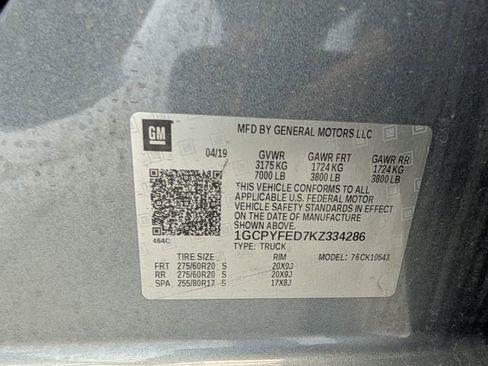 GM
MFD BY GENERAL MOTORS LLC
04/19 GVWR GAWR FRT GAWR RR
3175 KG 1724 KG 1724 KG
7000 LB 3800 LB 3800 LB
THIS VEHICLE CONFORMS TO ALL
APPLICABLE U.S. FEDERAL MOTOR
VEHICLE SAFETY STANDARDS IN EFFECT
ON THE DATE OF MANUFACTURE SHOWN ABOVE.
1GCPYFED7KZ334286
464C TYPE: TRUCK
TIRE SIZE RIM MODEL: 76CK10543
FRT 275/60R20 S 20X9J
RR 275/60R20 S 20X9J
SPA 255/80R17 S 17X8J